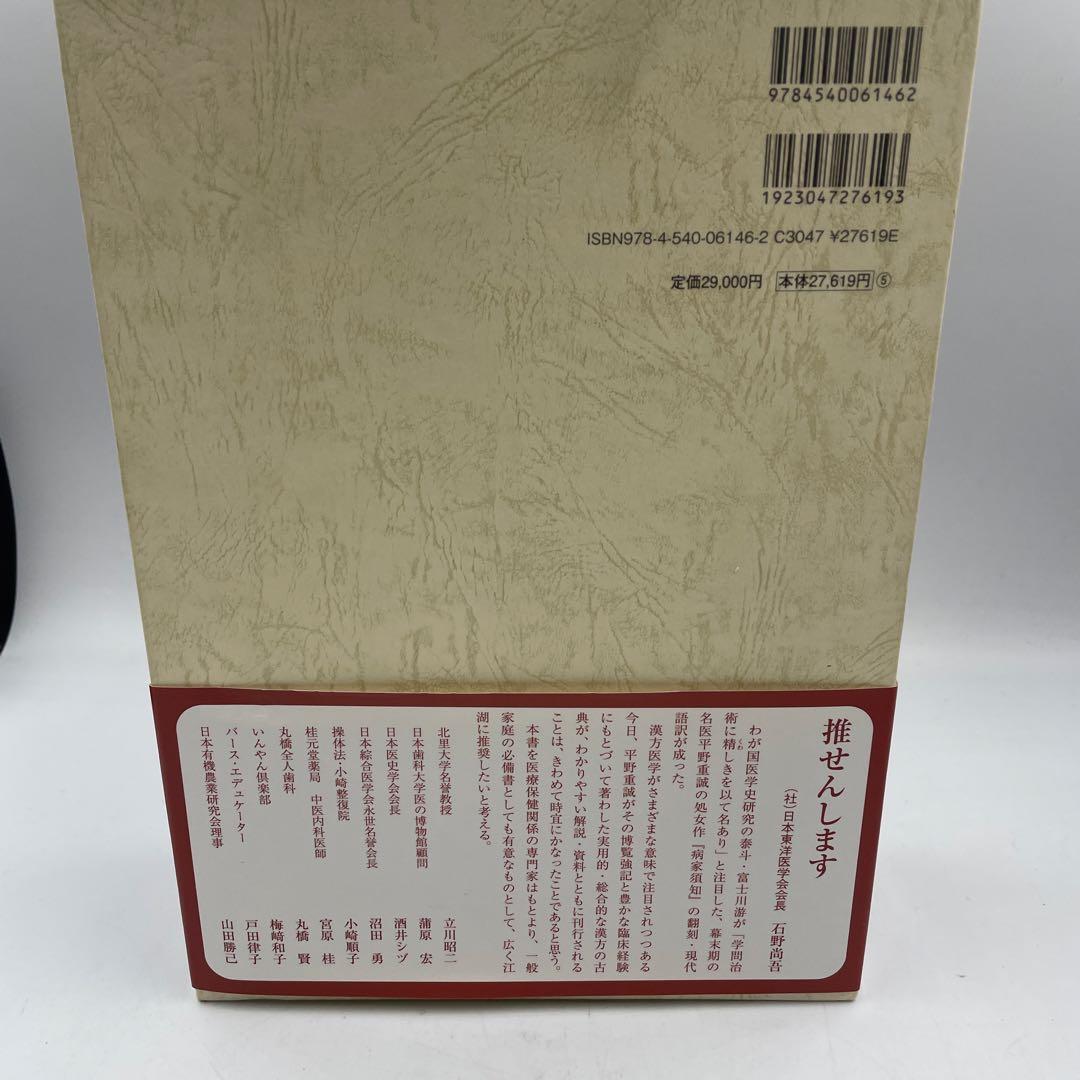 9784540061462
1923047276193
ISBN978-4-540-06146-2 C3047 ¥27619E
定価29,000円 本体27,619円 ⑤
推せんします
(社)日本東洋医学会会長 石野尚吾
わが国医学史研究の泰斗・富士川游が「学問治
術に精しきを以て名あり」と注目した、幕末期の
くわ
名医平野重誠の処女作『病家須知』の翻刻・現代
語訳が成った。
漢方医学がさまざまな意味で注目されつつある
今日、平野重誠がその博覧強記と豊かな臨床経験
にもとづいて著わした実用的・総合的な漢方の古
典が、わかりやすい解説・資料とともに刊行される
ことは、きわめて時宜にかなったことであると思う。
本書を医療保健関係の専門家はもとより、一般
家庭の必備書としても有意なものとして、広く江
湖に推奨したいと考える。
北里大学名誉教授 立川昭二
日本歯科大学医の博物館顧問 蒲原 宏
日本医史学会会長 酒井シヅ
日本綜合医学会永世名誉会長 沼田 勇
操体法・小崎整復院 小崎順子
桂元堂薬局 中医内科医師 宮原 桂
丸橋全人歯科 丸橋 賢
いんやん倶楽部 梅﨑和子
バース・エデュケーター 戸田律子
日本有機農業研究会理事 山田勝己